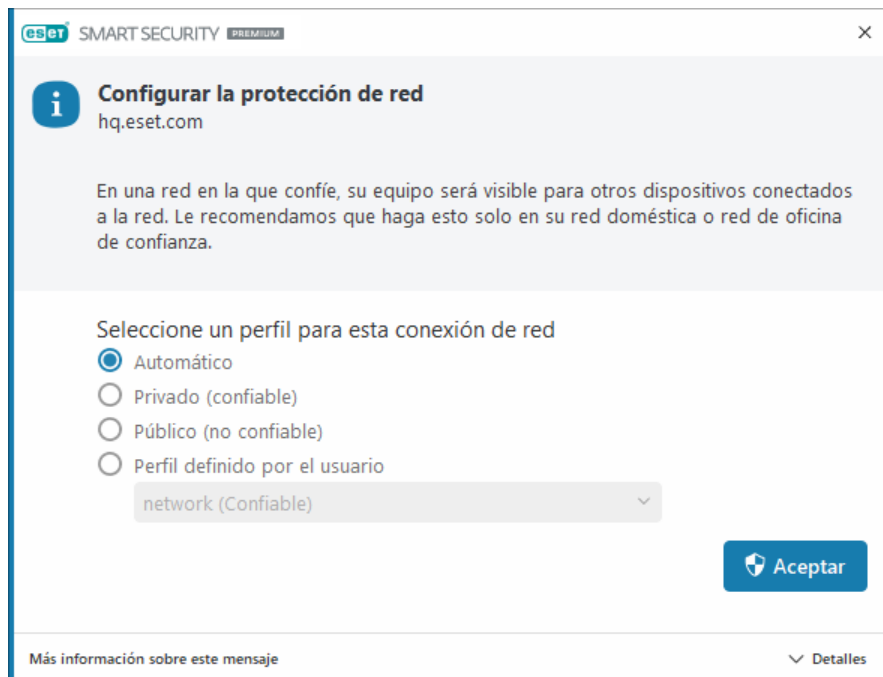 eset SMART SECURITY PREMIUM
Configurar la protección de red
hq.eset.com
En una red en la que confíe, su equipo será visible para otros dispositivos conectados
a la red. Le recomendamos que haga esto solo en su red doméstica o red de oficina
de confianza.
Seleccione un perfil para esta conexión de red
Automático
Privado (confiable)
Público (no confiable)
Perfil definido por el usuario
network (Confiable)
Aceptar
Más información sobre este mensaje
Detalles